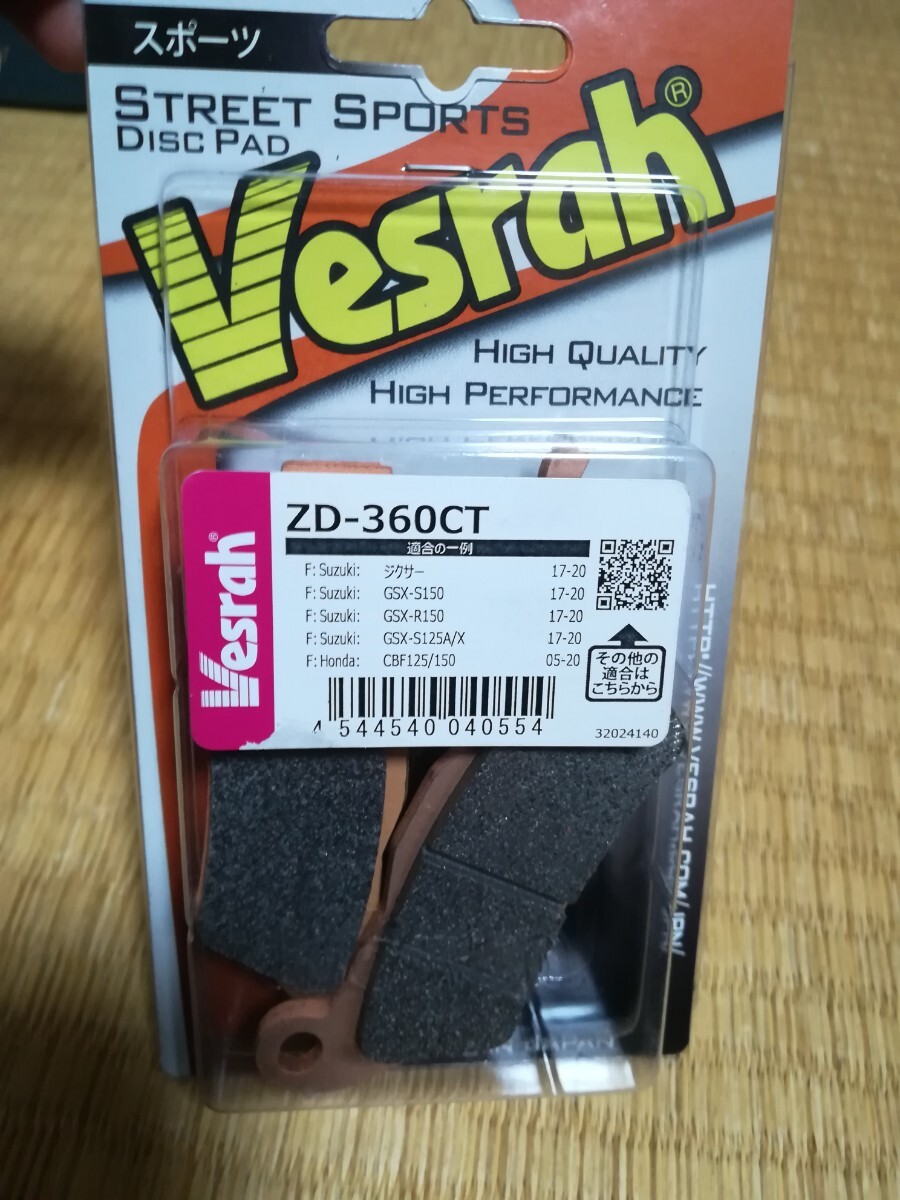 スポーツ
STREET SPORTS
DISC PAD
Vesrah®
HIGH QUALITY
HIGH PERFORMANCE
Vesrah®
ZD-360CT
適合の一例
F: Suzuki: ジクサー 17-20
F: Suzuki: GSX-S150 17-20
F: Suzuki: GSX-R150 17-20
F: Suzuki: GSX-S125A/X 17-20
F: Honda: CBF125/150 05-20
その他の
適合は
こちらから
4 544540 040554
32024140
HTTP://WWW.VESRAH.COM/JPN/
JAPAN